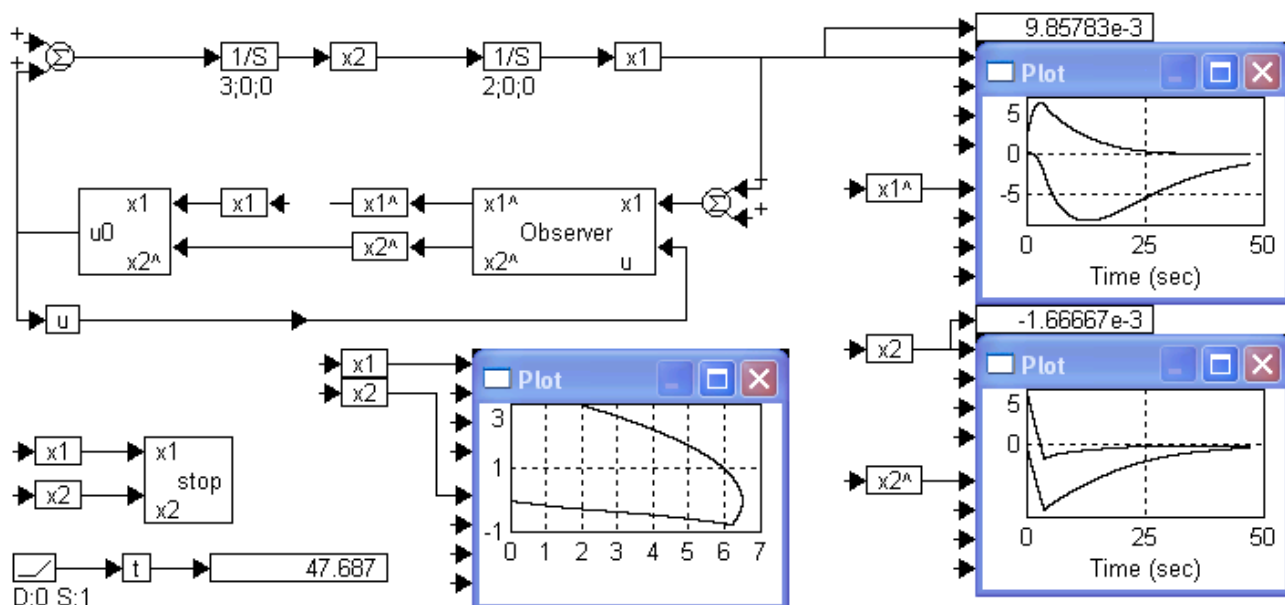 9.85783e-3
+
+
Σ
1/S
x2
1/S
x1
3;0;0
2;0;0
Plot
5
0
-5
0
25
50
Time (sec)
+
Σ
+
x1
u0
x2^
x1
x1^
x2^
x1^
x1
Observer
x2^
u
x1^
u
-1.66667e-3
x2
Plot
5
0
0
25
50
Time (sec)
x2^
x1
x2
Plot
3
1
-1
0 1 2 3 4 5 6 7
x1
x2
x1
stop
x2
t
47.687
D:0 S:1